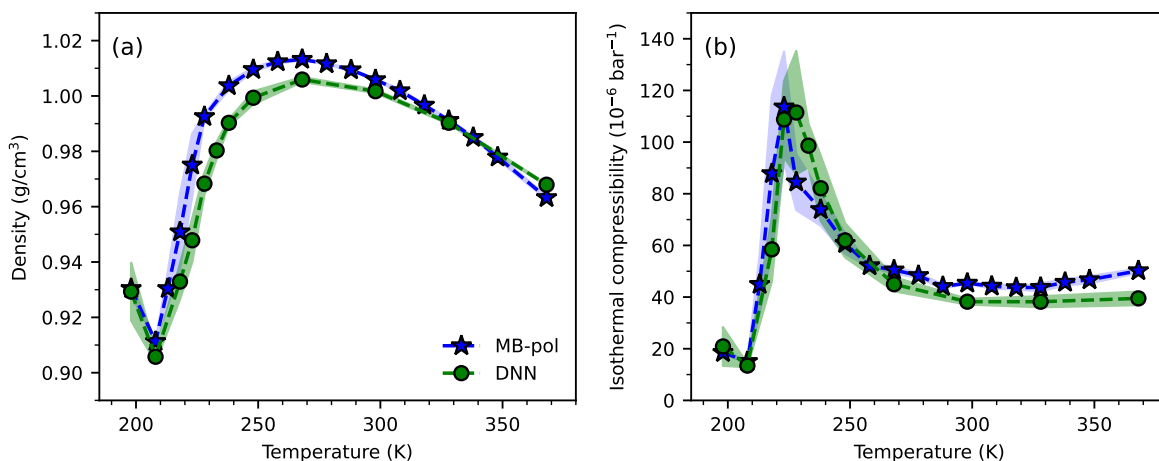 (a)
Density (g/cm³)
1.02
1.00
0.98
0.96
0.94
0.92
0.90
200 250 300 350
Temperature (K)
MB-pol
DNN
(b)
Isothermal compressibility (10⁻⁶ bar⁻¹)
140
120
100
80
60
40
20
0
200 250 300 350
Temperature (K)